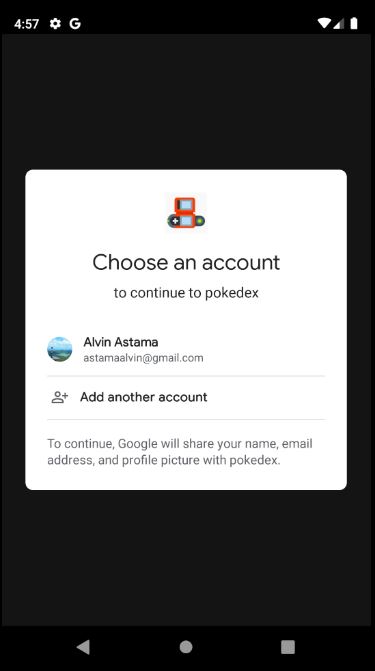 4:57
Choose an account
to continue to pokedex
Alvin Astama
astamaalvin@gmail.com
Add another account
To continue, Google will share your name, email
address, and profile picture with pokedex.